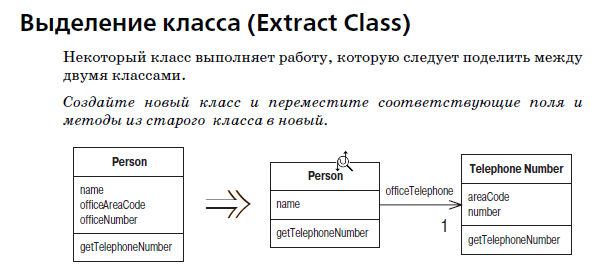 Выделение класса (Extract Class)
Некоторый класс выполняет работу, которую следует поделить между
двумя классами.
Создайте новый класс и переместите соответствующие поля и
методы из старого класса в новый.
Person
name
officeAreaCode
officeNumber
getTelephoneNumber
Person
name
getTelephoneNumber
officeTelephone
1
Telephone Number
areaCode
number
getTelephoneNumber